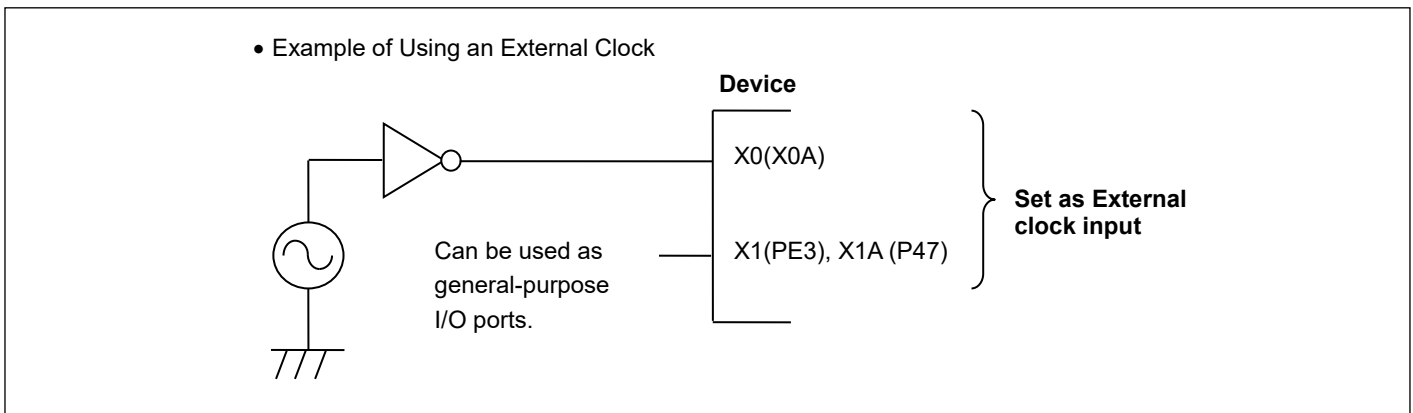 • Example of Using an External Clock
Device
X0(X0A)
Set as External
clock input
Can be used as
general-purpose
I/O ports.
X1(PE3), X1A (P47)